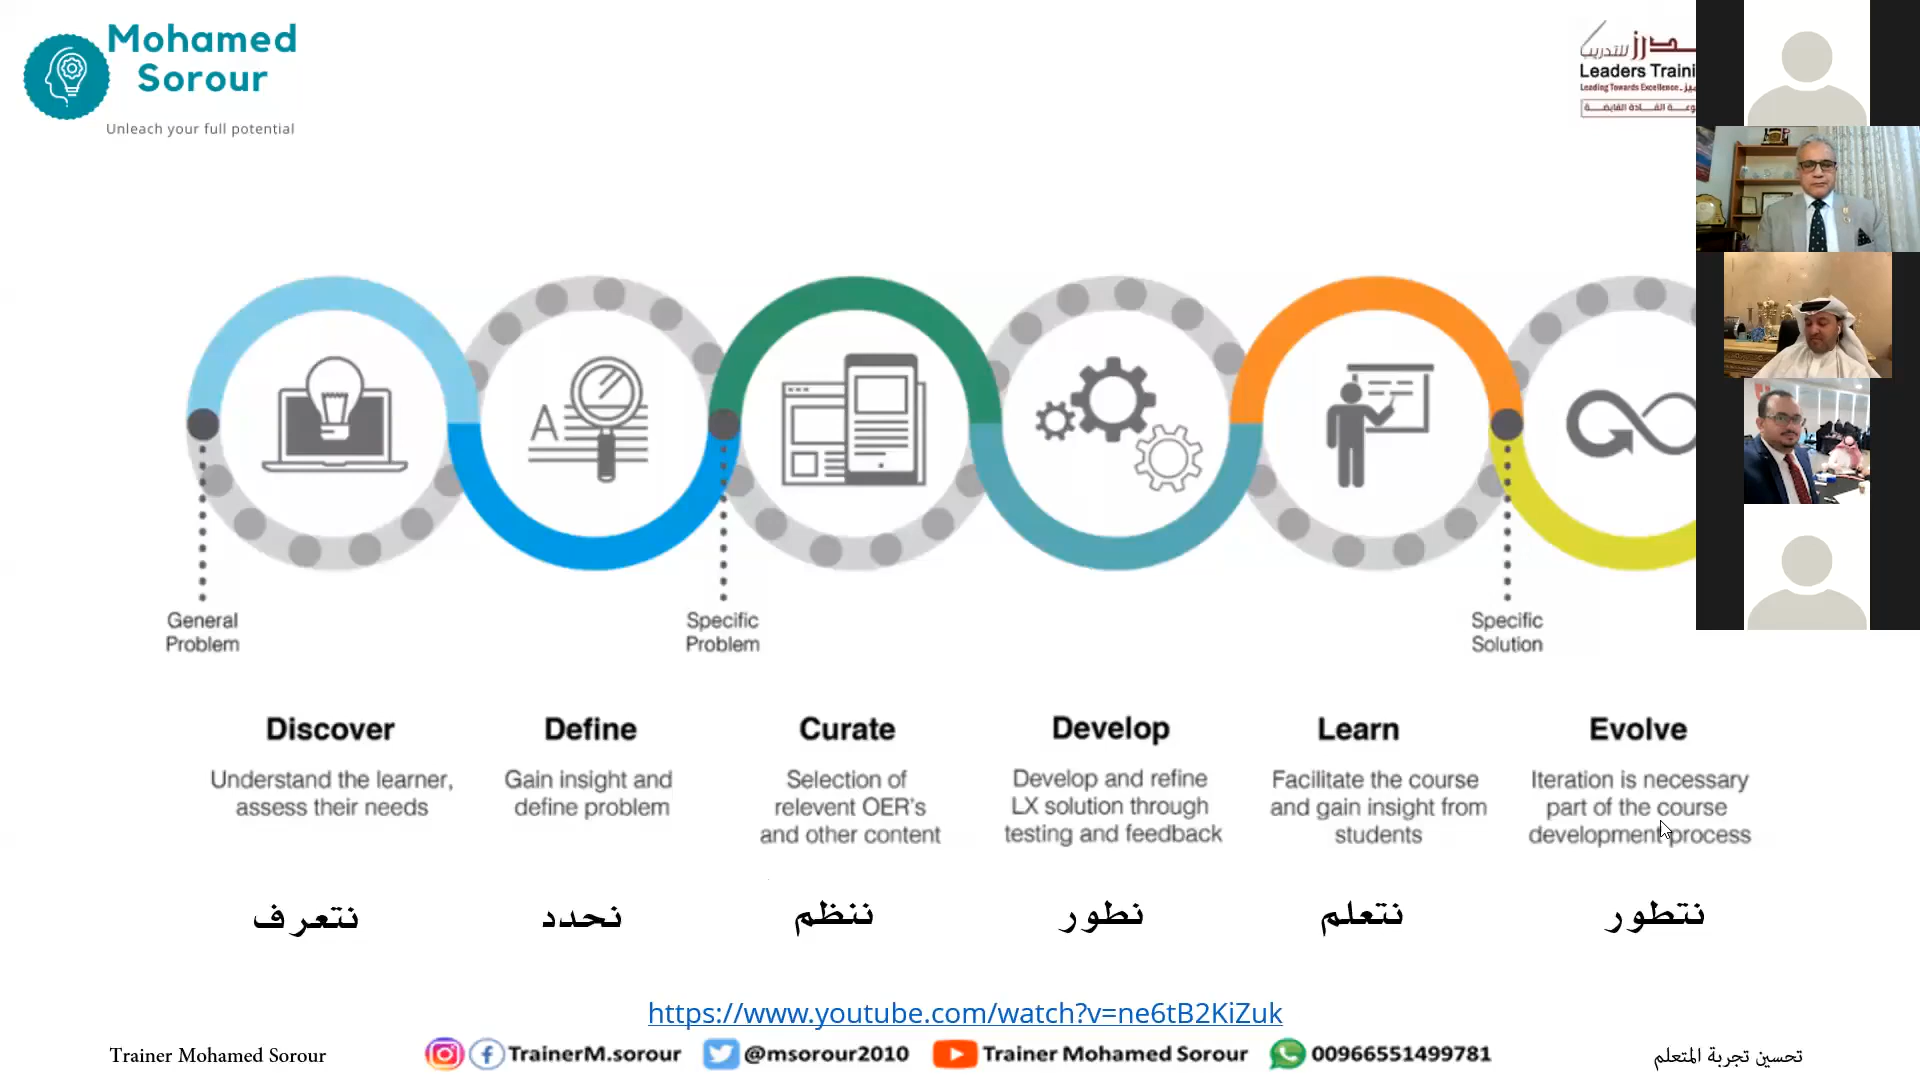 Mohamed
Sorour
Unleach your full potential
للتدريب
Leaders Traini
Leading Towards Excellence
General
Problem
Specific
Problem
Specific
Solution
Discover
Understand the learner,
assess their needs
Define
Gain insight and
define problem
Curate
Selection of
relevent OER's
and other content
Develop
Develop and refine
LX solution through
testing and feedback
Learn
Facilitate the course
and gain insight from
students
Evolve
Iteration is necessary
part of the course
development process
نتعرف
نحدد
ننظم
نطور
نتعلم
نتطور
A
https://www.youtube.com/watch?v=ne6tB2KiZuk
Trainer Mohamed Sorour
TrainerM.sorour
@msorour2010
Trainer Mohamed Sorour
00966551499781
تحسين تجربة المتعلم